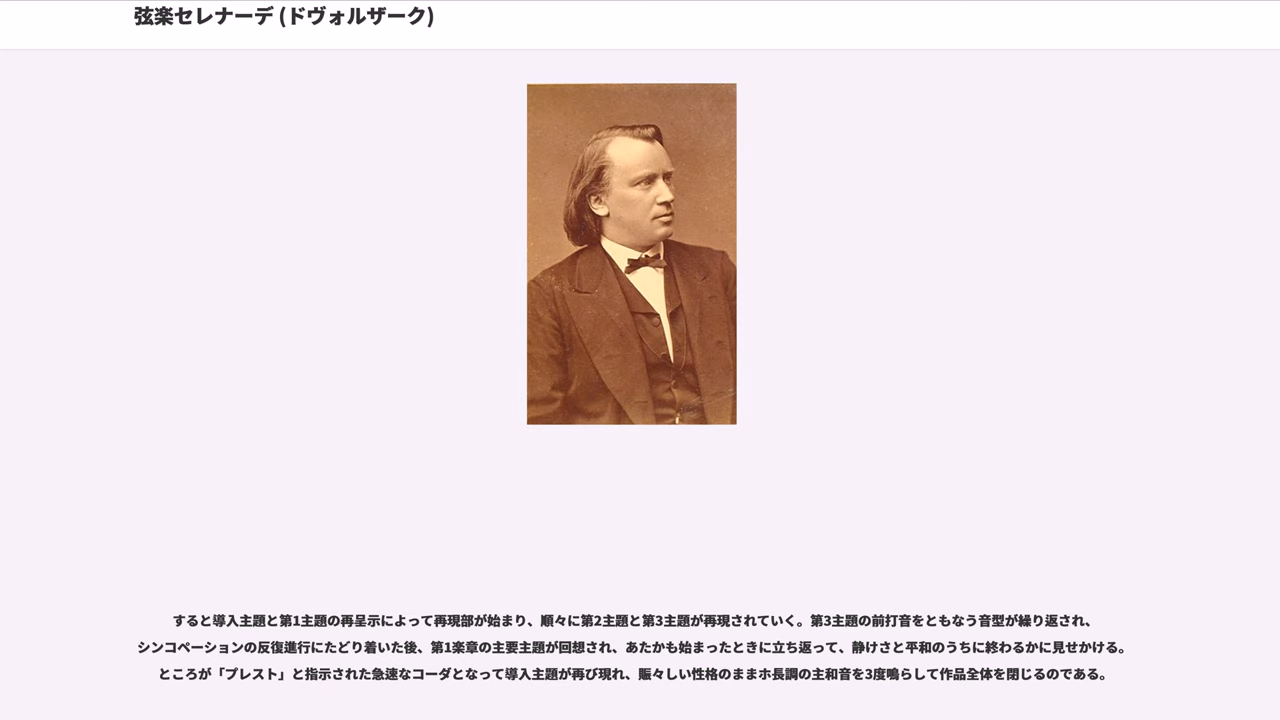 弦楽セレナーデ (ドヴォルザーク)
すると導入主題と第1主題の再呈示によって再現部が始まり、順々に第2主題と第3主題が再現されていく。第3主題の前打音をともなう音型が繰り返され、
シンコペーションの反復進行にたどり着いた後、第1楽章の主要主題が回想され、あたかも始まったときに立ち返って、静けさと平和のうちに終わるかに見せかける。
ところが「プレスト」と指示された急速なコーダとなって導入主題が再び現れ、賑々しい性格のままホ長調の主和音を3度鳴らして作品全体を閉じるのである。